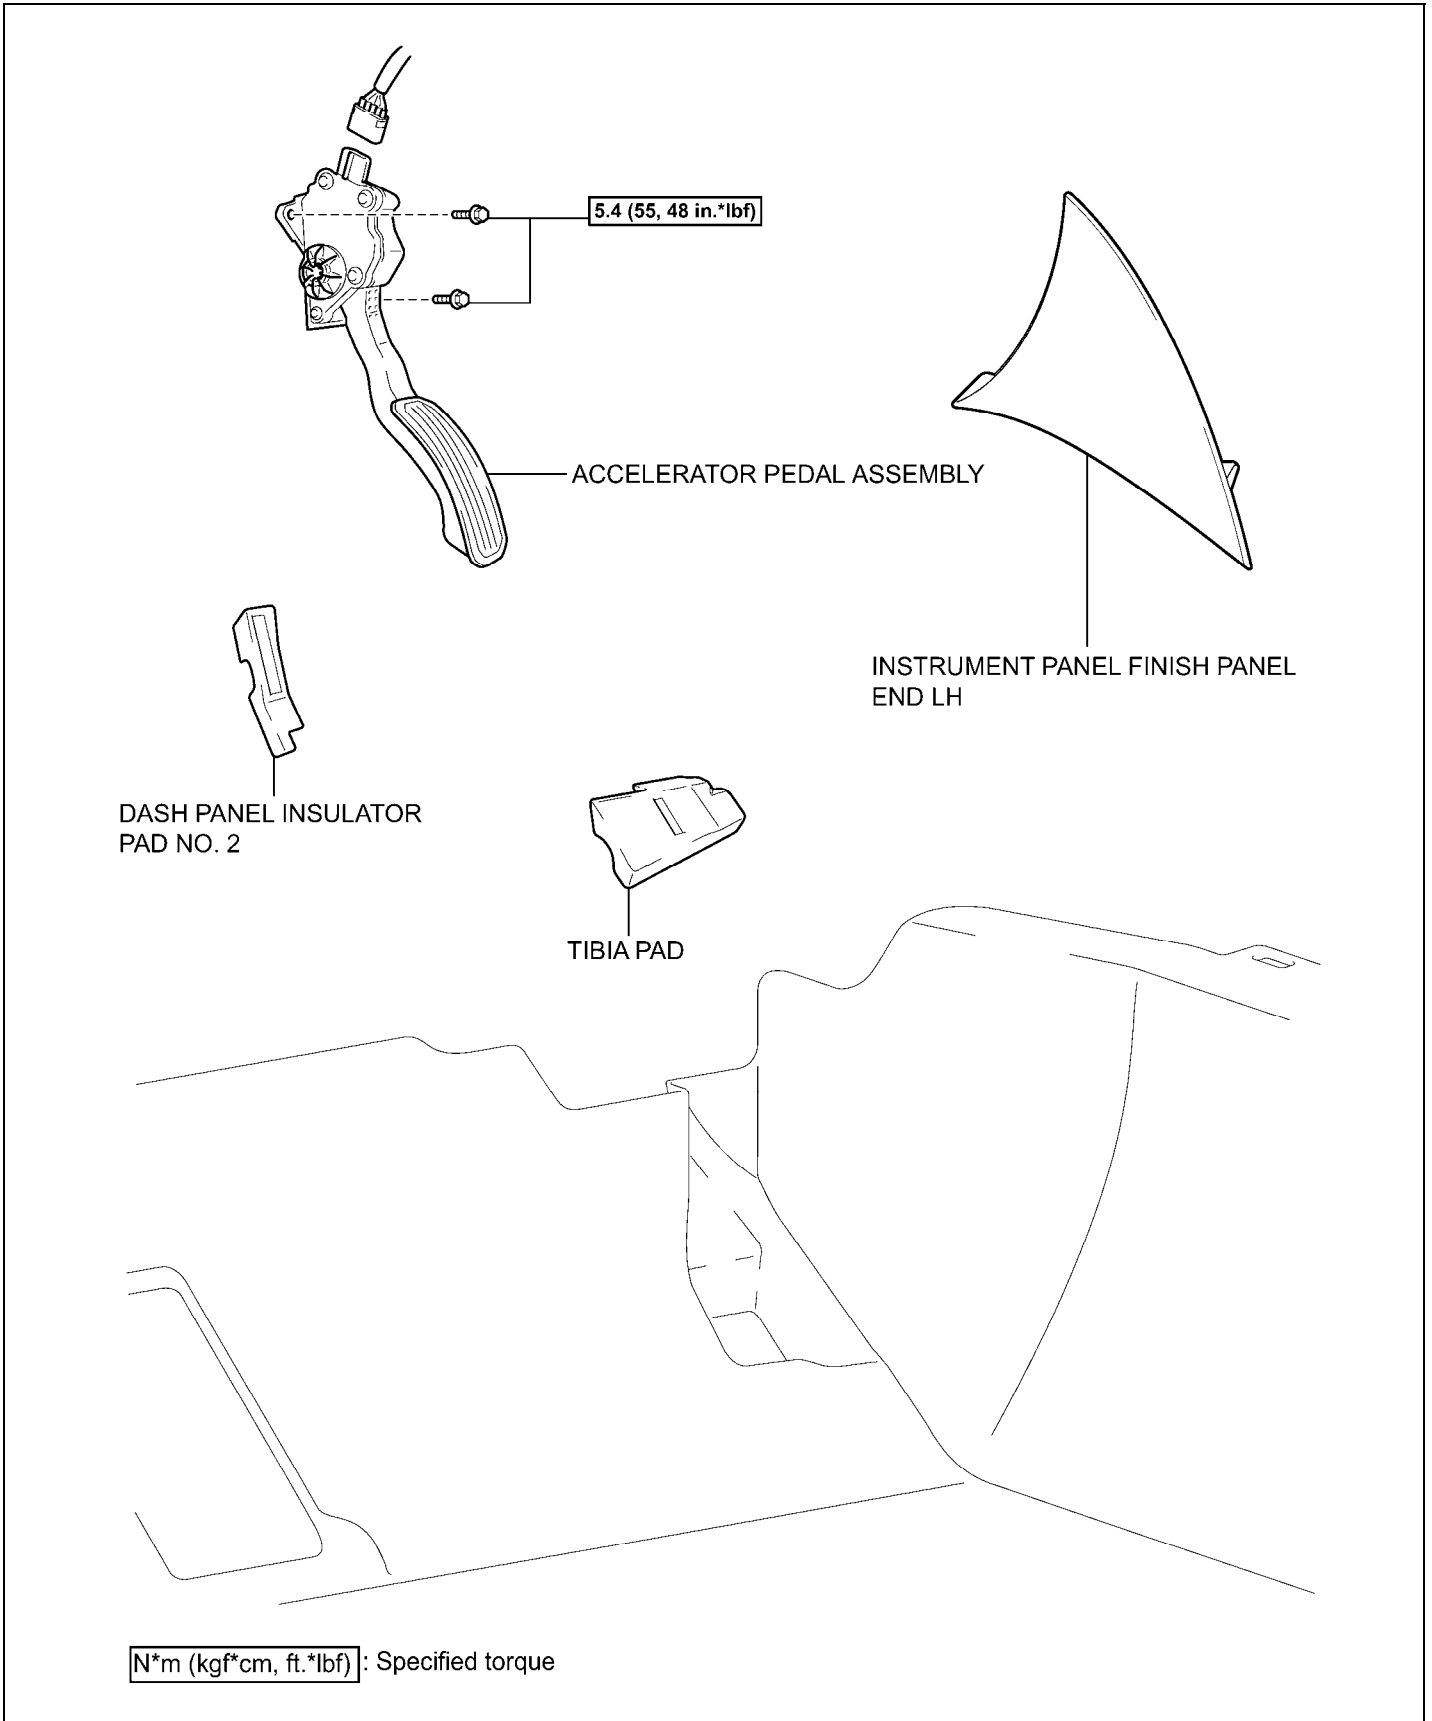 5.4 (55, 48 in.*lbf)
ACCELERATOR PEDAL ASSEMBLY
INSTRUMENT PANEL FINISH PANEL
END LH
DASH PANEL INSULATOR
PAD NO. 2
TIBIA PAD
N*m (kgf*cm, ft.*lbf) : Specified torque